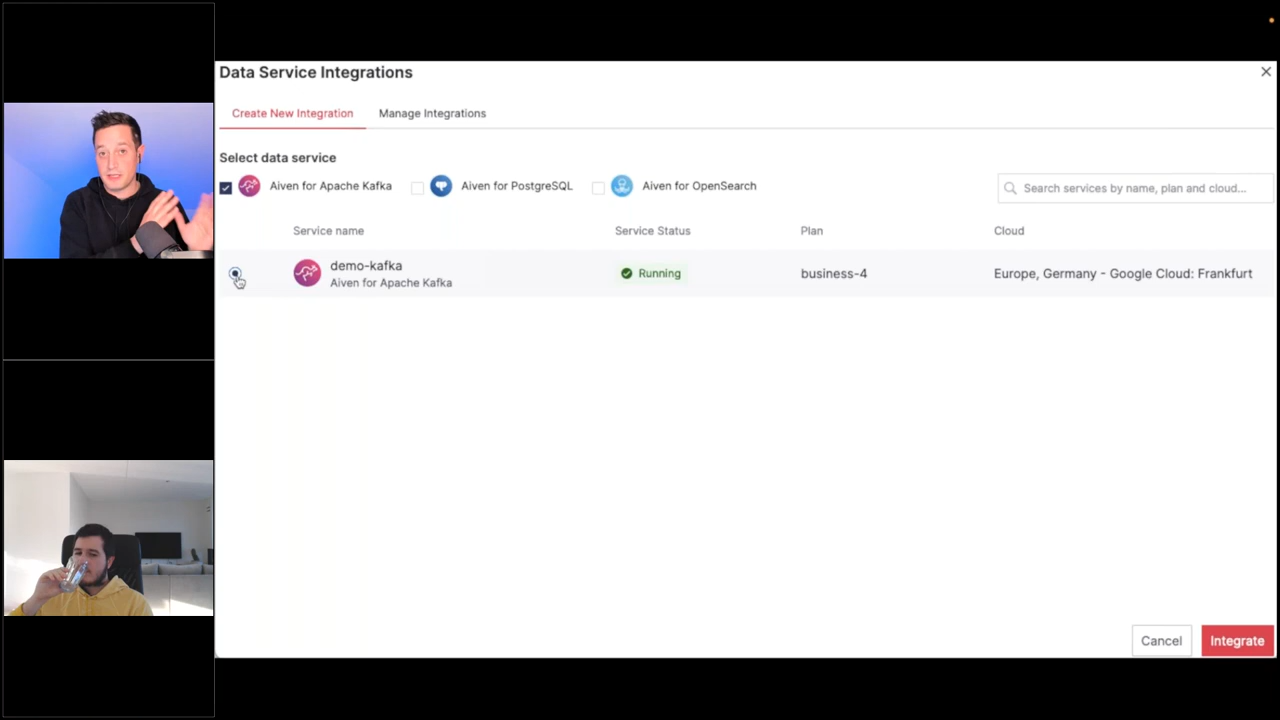 Data Service Integrations
Create New Integration Manage Integrations
Select data service
Aiven for Apache Kafka Aiven for PostgreSQL Aiven for OpenSearch
Search services by name, plan and cloud...
Service name Service Status Plan Cloud
demo-kafka
Aiven for Apache Kafka
Running business-4 Europe, Germany - Google Cloud: Frankfurt
Cancel Integrate